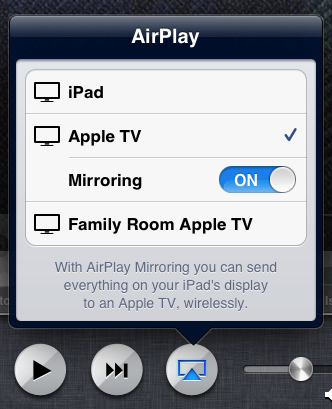 AirPlay
iPad
Apple TV
Mirroring ON
Family Room Apple TV
With AirPlay Mirroring you can send
everything on your iPad's display
to an Apple TV, wirelessly.